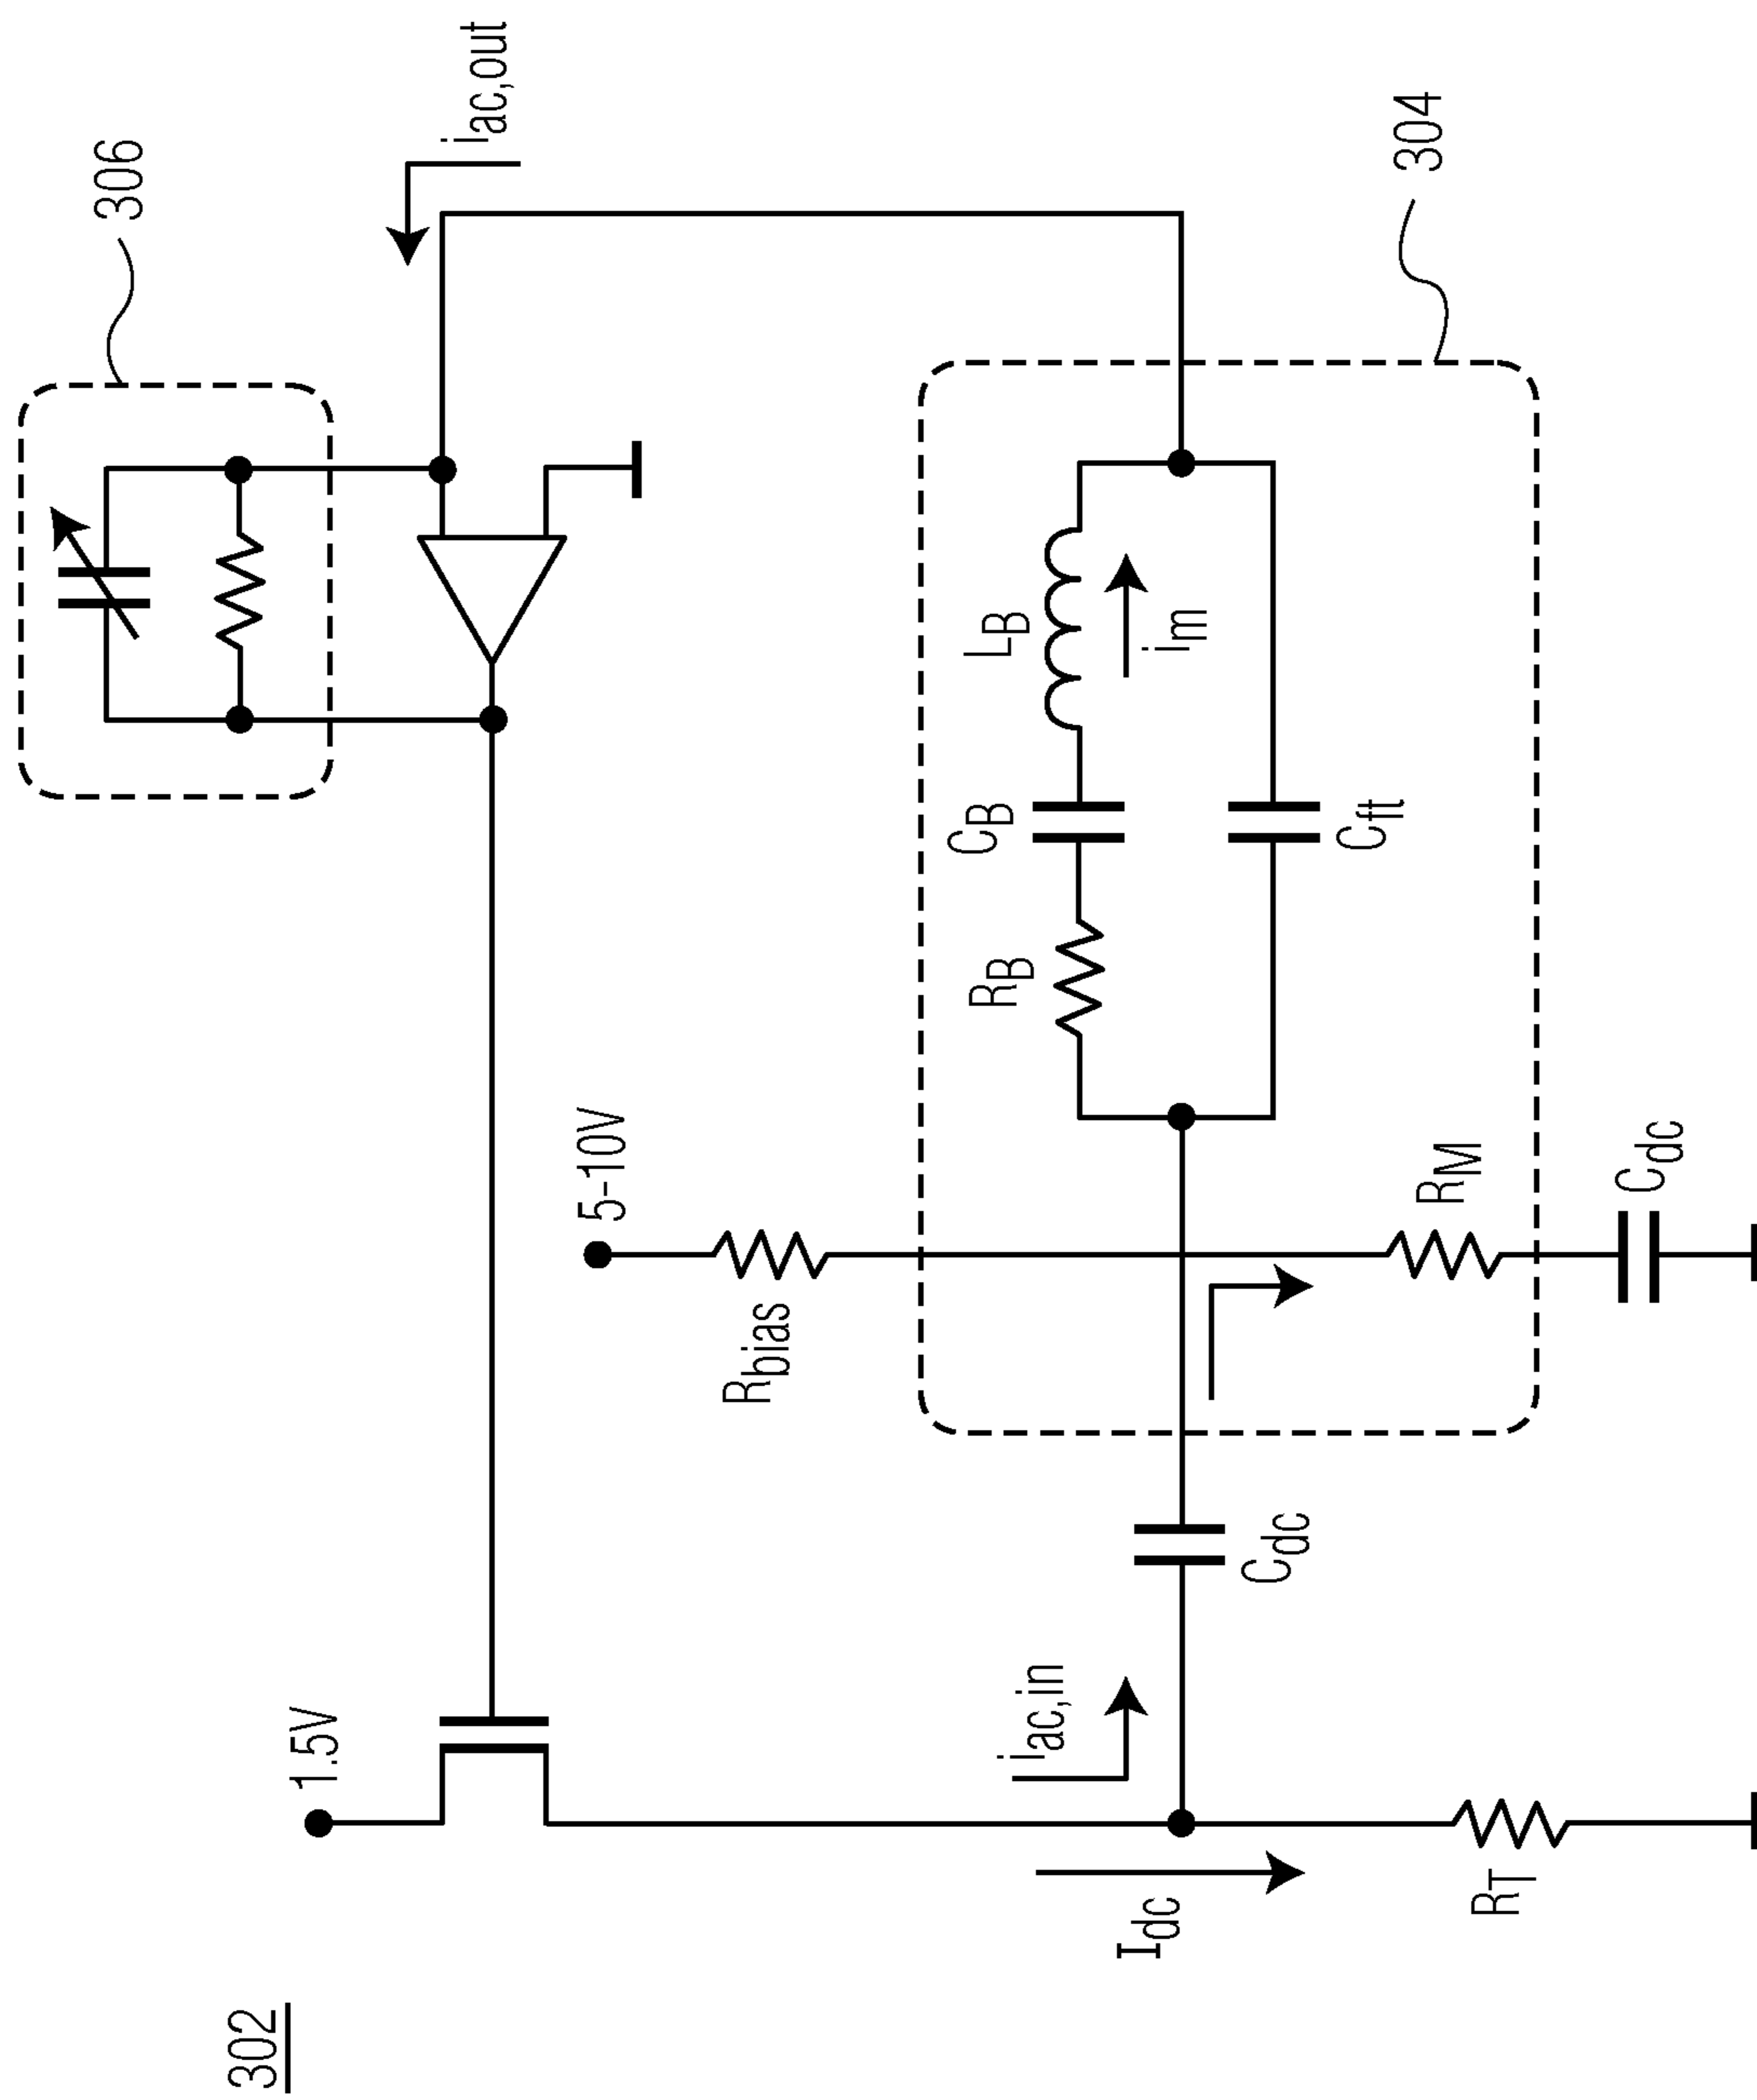 302
1.5V
306
i_ac,out
5-10V
R_bias
i_ac,in
I_dc
R_T
C_dc
R_B
C_B
L_B
i_m
C_ft
R_M
C_dc
304